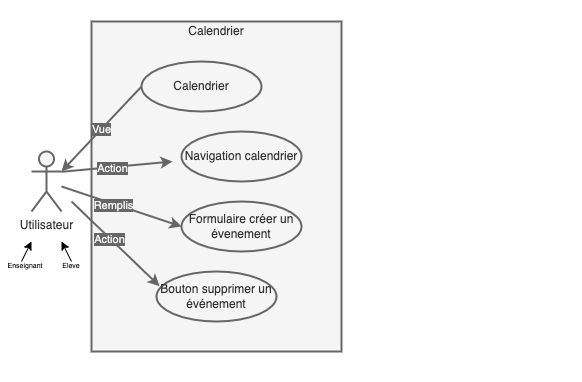 Calendrier
Calendrier
Vue
Navigation calendrier
Action
Remplis
Formulaire créer un
évenement
Utilisateur
Action
Enseignant
Eleve
Bouton supprimer un
événement